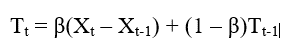 Tₜ = β(Xₜ – Xₜ₋₁) + (1 – β)Tₜ₋₁